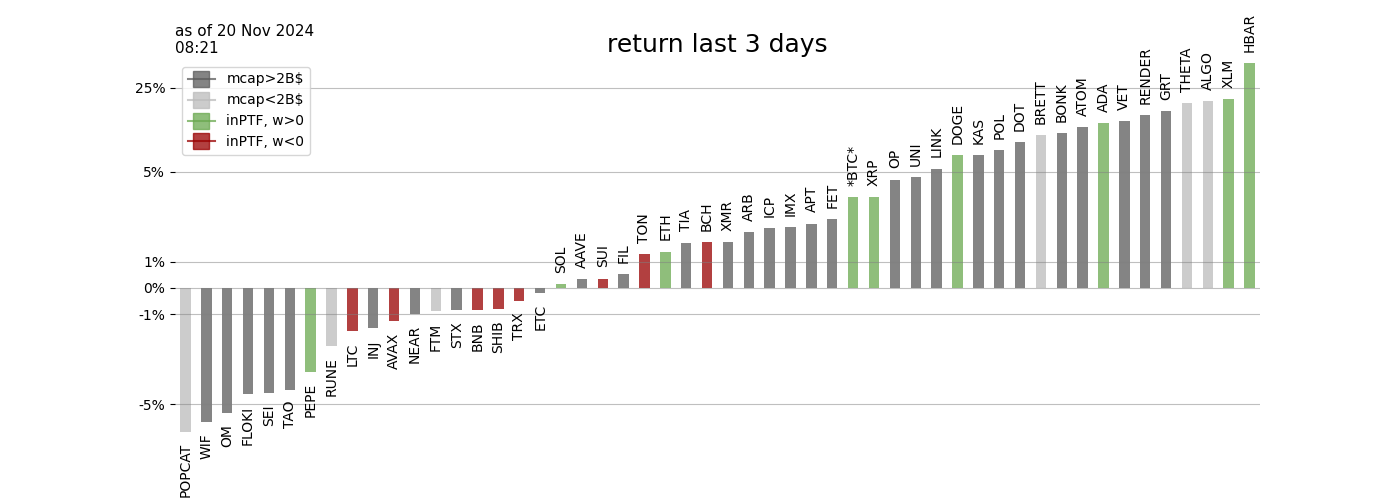 as of 20 Nov 2024
08:21
return last 3 days
mcap>2B$
mcap<2B$
inPTF, w>0
inPTF, w<0
25%
5%
1%
0%
-1%
-5%
POPCAT
WIF
OM
FLOKI
SEI
TAO
PEPE
RUNE
LTC
INJ
AVAX
NEAR
FTM
STX
BNB
SHIB
TRX
ETC
SOL
AAVE
SUI
FIL
TON
ETH
TIA
BCH
XMR
ARB
ICP
IMX
APT
FET
*BTC*
XRP
OP
UNI
LINK
DOGE
KAS
POL
DOT
BRETT
BONK
ATOM
ADA
VET
RENDER
GRT
THETA
ALGO
XLM
HBAR